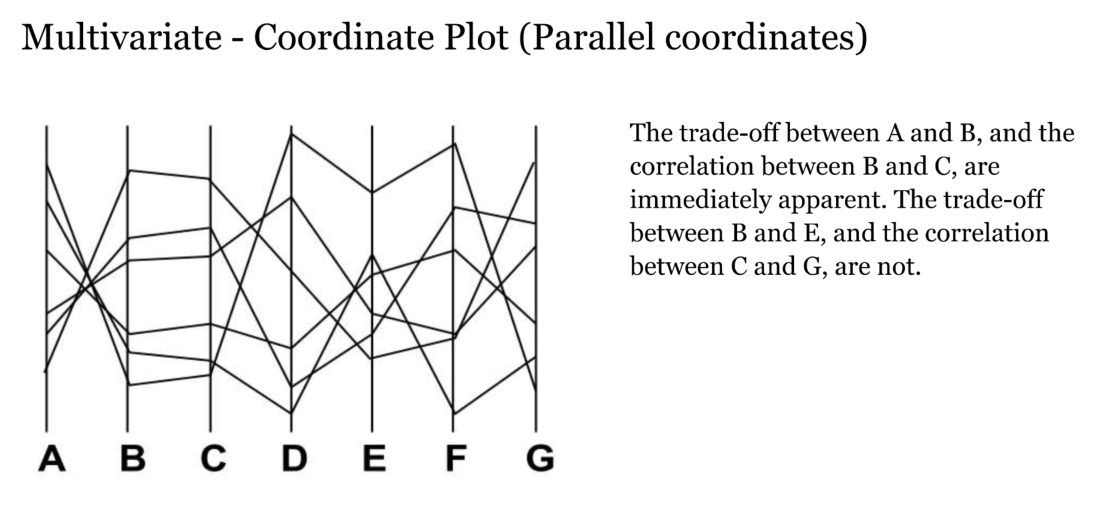 Multivariate - Coordinate Plot (Parallel coordinates)
The trade-off between A and B, and the
correlation between B and C, are
immediately apparent. The trade-off
between B and E, and the correlation
between C and G, are not.
A B C D E F G